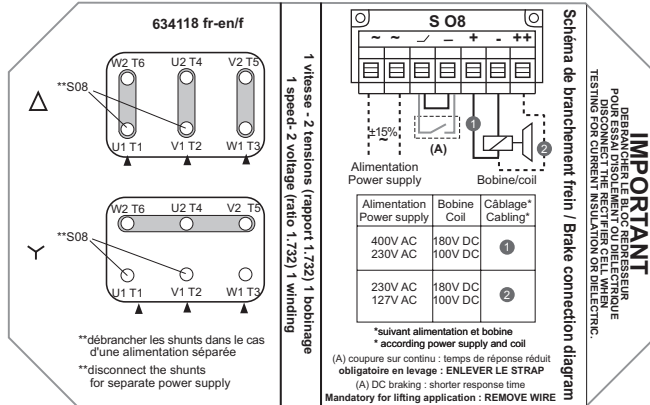 634118 fr-en/f
W2 T6 U2 T4 V2 T5
**S08
U1 T1 V1 T2 W1 T3
W2 T6 U2 T4 V2 T5
**S08
U1 T1 V1 T2 W1 T3
**débrancher les shunts dans le cas
d'une alimentation séparée
**disconnect the shunts
for separate power supply
1 vitesse - 2 tensions (rapport 1.732) 1 bobinage
1 speed- 2 voltage (ratio 1.732) 1 winding
S O8
~ ~ + - ++
±15%
~
(A)
1
2
Alimentation
Power supply
Bobine/coil
Alimentation Bobine Câblage*
Power supply Coil Cabling*
400V AC 180V DC
230V AC 100V DC
1
230V AC 180V DC
127V AC 100V DC
2
*suivant alimentation et bobine
* according power supply and coil
(A) coupure sur continu : temps de réponse réduit
obligatoire en levage : ENLEVER LE STRAP
(A) DC braking : shorter response time
Mandatory for lifting application : REMOVE WIRE
Schéma de branchement frein / Brake connection diagram
IMPORTANT
DEBRANCHER LE BLOC REDRESSEUR
POUR ESSAI D'ISOLEMENT OU DIELECTRIQUE
DISCONNECT THE RECTIFIER CELL WHEN
TESTING FOR CURRENT INSULATION OR DIELECTRIC.